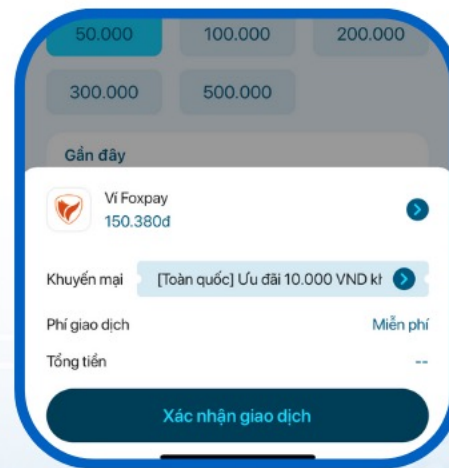 50.000 100.000 200.000
300.000 500.000
Gần đây
Ví Foxpay
150.380đ
Khuyến mại [Toàn quốc] Ưu đãi 10.000 VND kh
Phí giao dịch Miễn phí
Tổng tiền --
Xác nhận giao dịch